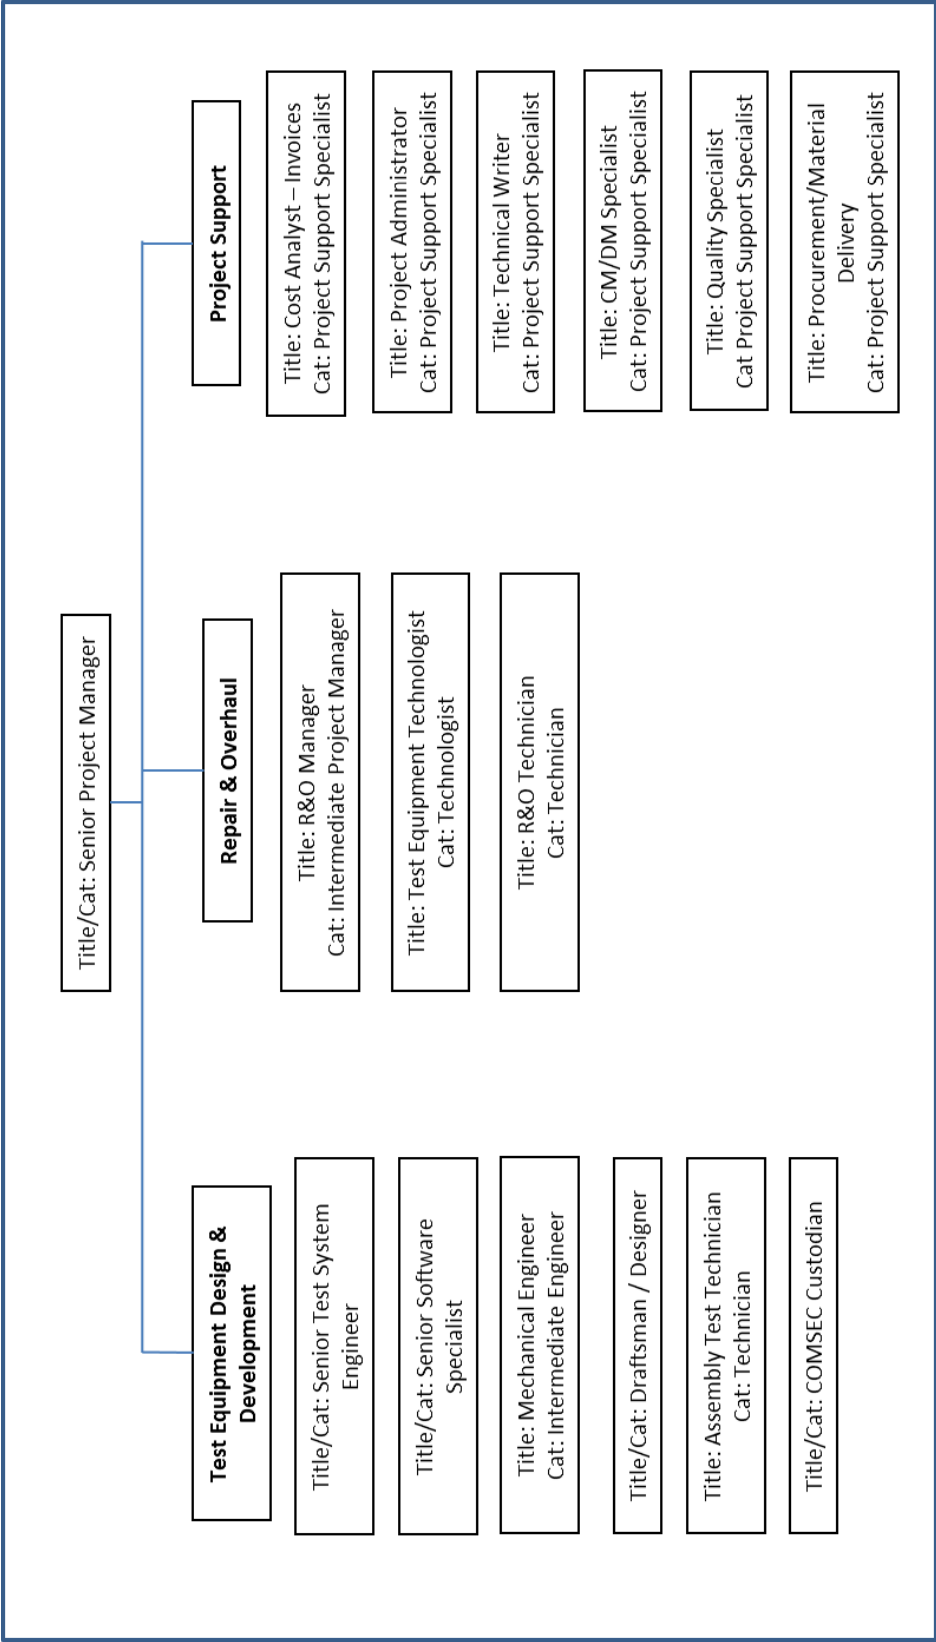 Title/Cat: Senior Project Manager
Test Equipment Design &
Development
Title/Cat: Senior Test System
Engineer
Title/Cat: Senior Software
Specialist
Title: Mechanical Engineer
Cat: Intermediate Engineer
Title/Cat: Draftsman / Designer
Title: Assembly Test Technician
Cat: Technician
Title/Cat: COMSEC Custodian
Repair & Overhaul
Title: R&O Manager
Cat: Intermediate Project Manager
Title: Test Equipment Technologist
Cat: Technologist
Title: R&O Technician
Cat: Technician
Project Support
Title: Cost Analyst – Invoices
Cat: Project Support Specialist
Title: Project Administrator
Cat: Project Support Specialist
Title: Technical Writer
Cat: Project Support Specialist
Title: CM/DM Specialist
Cat: Project Support Specialist
Title: Quality Specialist
Cat Project Support Specialist
Title: Procurement/Material
Delivery
Cat: Project Support Specialist